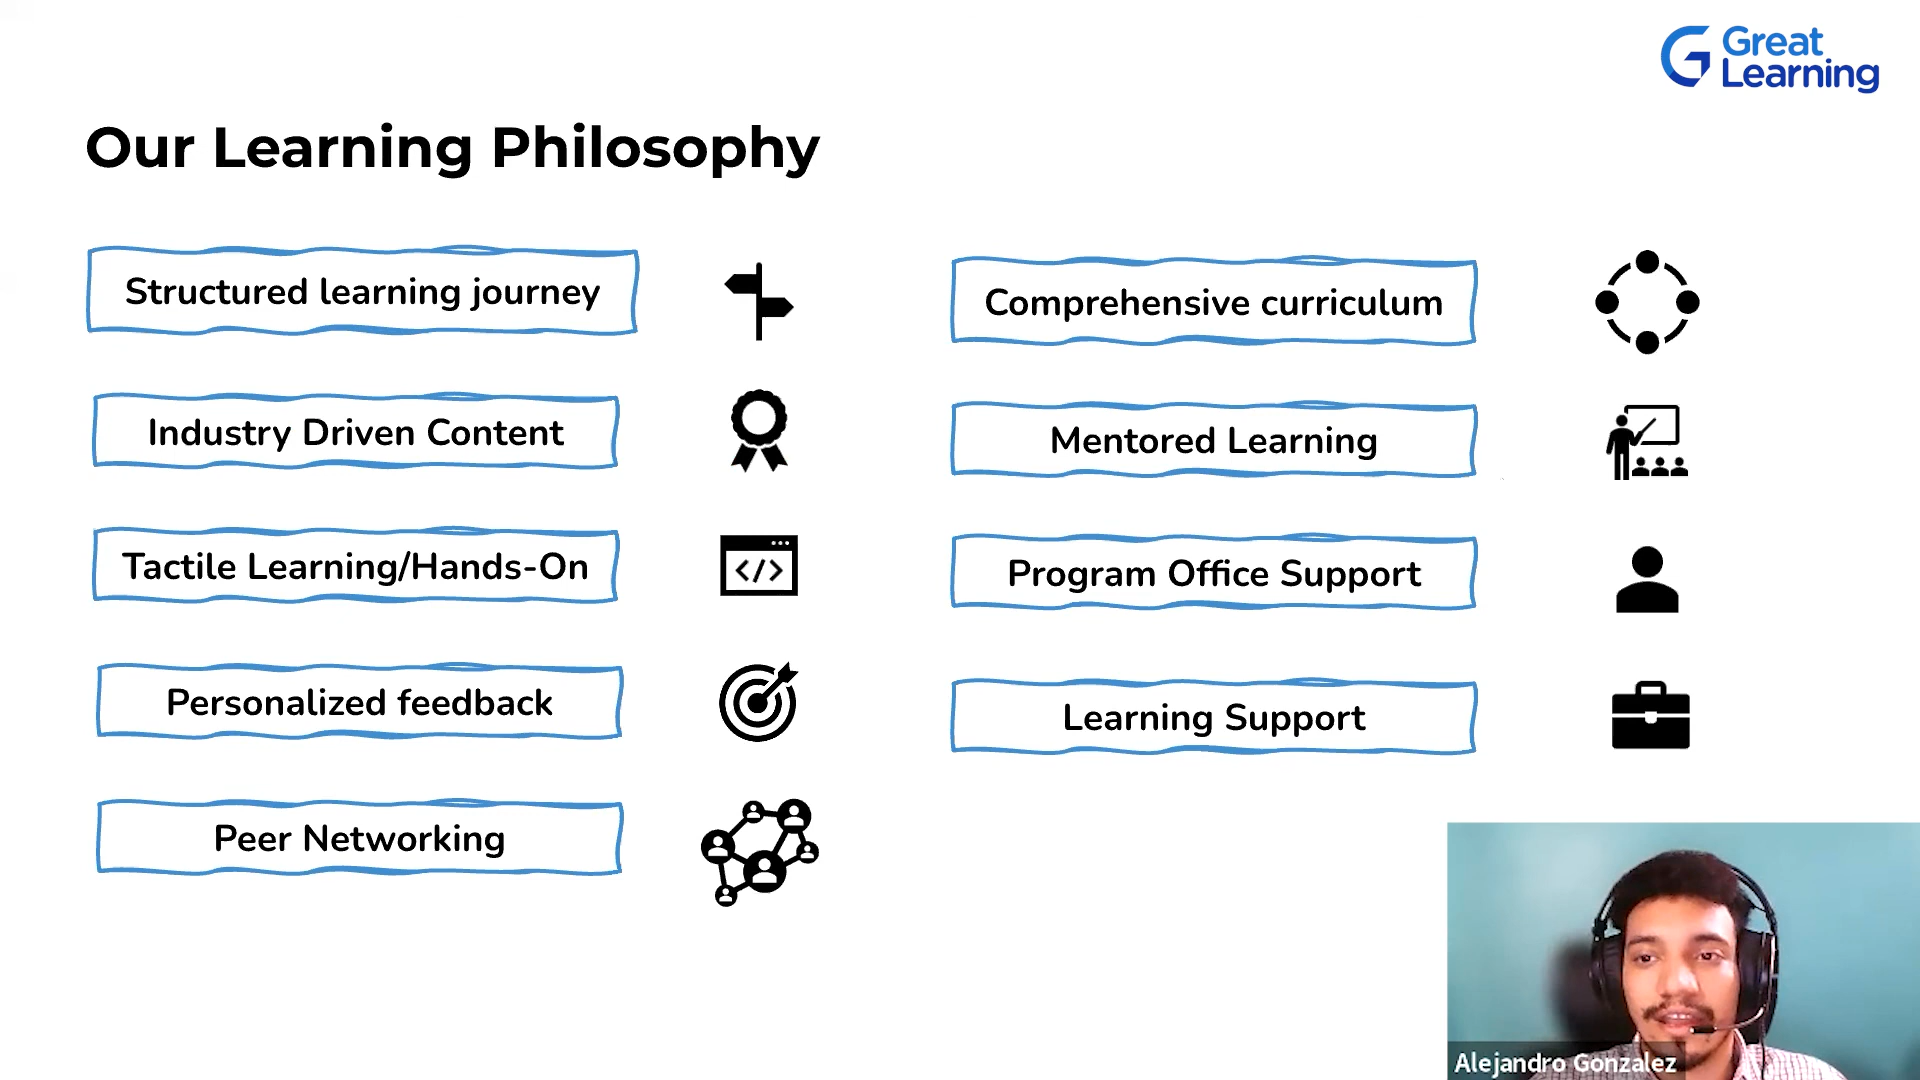 Great
Learning
Our Learning Philosophy
Structured learning journey
Industry Driven Content
Tactile Learning/Hands-On
Personalized feedback
Peer Networking
Comprehensive curriculum
Mentored Learning
Program Office Support
Learning Support
Alejandro Gonzalez